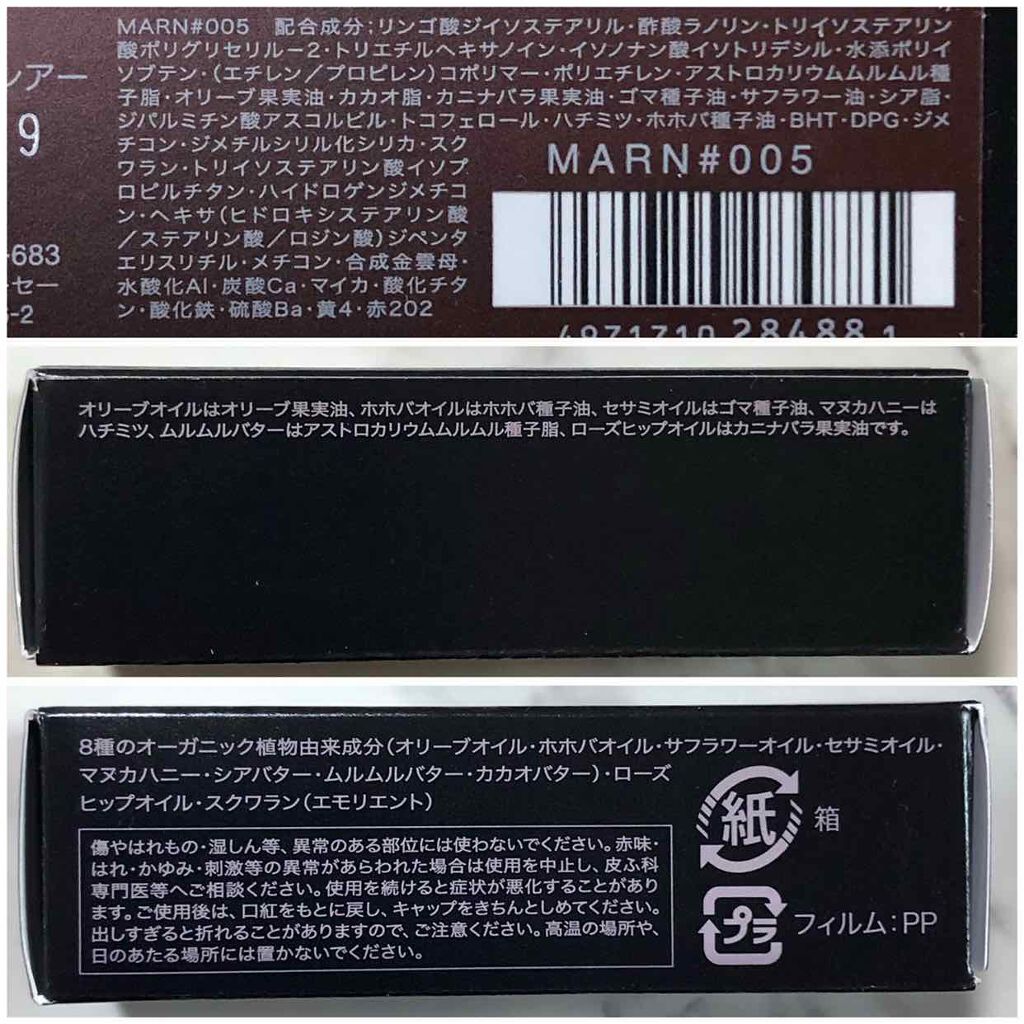 MARN#005 配合成分:リンゴ酸ジイソステアリル・酢酸ラノリン・トリイソステアリン
酸ポリグリセリル-2・トリエチルヘキサノイン・イソノナン酸イソトリデシル・水添ポリイ
ソブテン・(エチレン/プロピレン)コポリマー・ポリエチレン・アストロカリウムムルムル種
子脂・オリーブ果実油・カカオ脂・カニナバラ果実油・ゴマ種子油・サフラワー油・シア脂・
ジパルミチン酸アスコルビル・トコフェロール・ハチミツ・ホホバ種子油・BHT・DPG・ジメ
チコン・ジメチルシリル化シリカ・スク
ワラン・トリイソステアリン酸イソプ
ロピルチタン・ハイドロゲンジメチコ
ン・ヘキサ(ヒドロキシステアリン酸
/ステアリン酸/ロジン酸)ジペンタ
エリスリチル・メチコン・合成金雲母・
水酸化Al・炭酸Ca・マイカ・酸化チタ
ン・酸化鉄・硫酸Ba・黄4・赤202
アー
9
-683
セー
-2
MARN#005
4971710 28488 1
オリーブオイルはオリーブ果実油、ホホバオイルはホホバ種子油、セサミオイルはゴマ種子油、マヌカハニーは
ハチミツ、ムルムルバターはアストロカリウムムルムル種子脂、ローズヒップオイルはカニナバラ果実油です。
8種のオーガニック植物由来成分(オリーブオイル・ホホバオイル・サフラワーオイル・セサミオイル・
マヌカハニー・シアバター・ムルムルバター・カカオバター)・ローズ
ヒップオイル・スクワラン(エモリエント)
傷やはれもの・湿しん等、異常のある部位には使わないでください。赤味・
はれ・かゆみ・刺激等の異常があらわれた場合は使用を中止し、皮ふ科
専門医等へご相談ください。使用を続けると症状が悪化することがあり
ます。ご使用後は、口紅をもとに戻し、キャップをきちんとしめてください。
出しすぎると折れることがありますので、ご注意ください。高温の場所や、
日のあたる場所には置かないでください。
紙 箱
プラ フィルム:PP